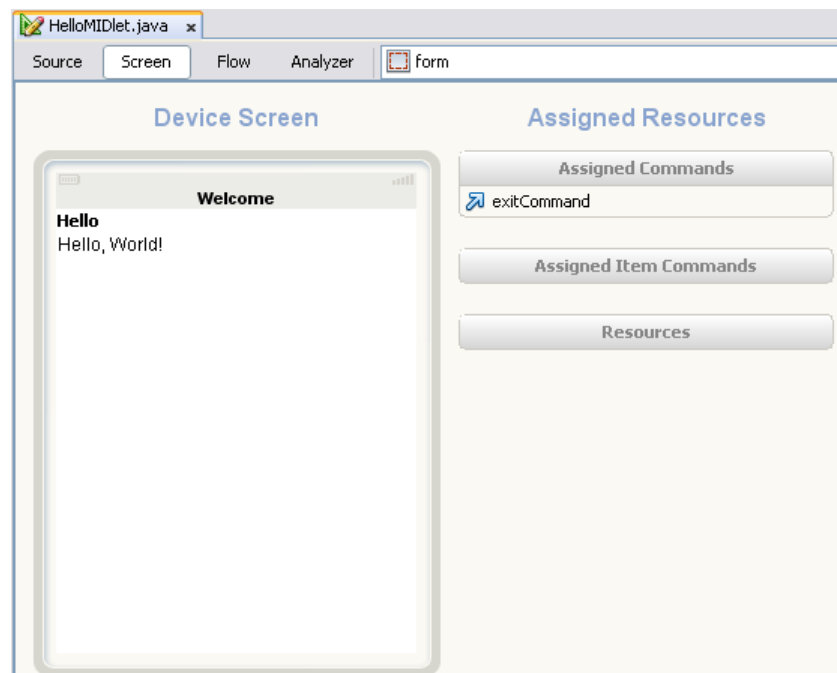 HelloMIDlet.java x
Source Screen Flow Analyzer form
Device Screen
Welcome
Hello
Hello, World!
Assigned Resources
Assigned Commands
exitCommand
Assigned Item Commands
Resources